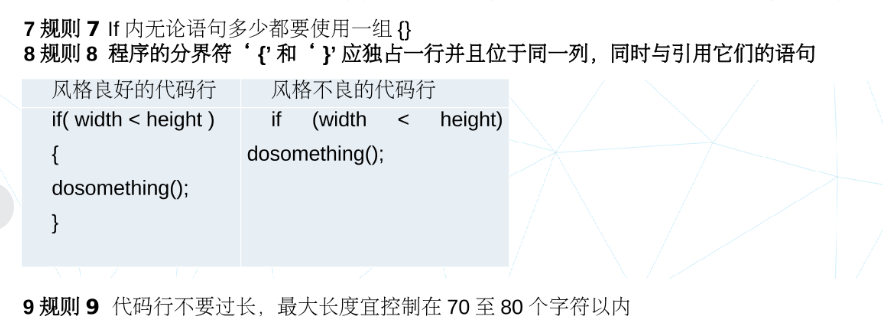 7 规则 7 If 内无论语句多少都要使用一组 {}
8 规则 8 程序的分界符‘ {’ 和‘ }’ 应独占一行并且位于同一列，同时与引用它们的语句
风格良好的代码行 风格不良的代码行
if( width < height ) if (width < height)
{ dosomething();
dosomething();
}
9 规则 9 代码行不要过长，最大长度宜控制在 70 至 80 个字符以内